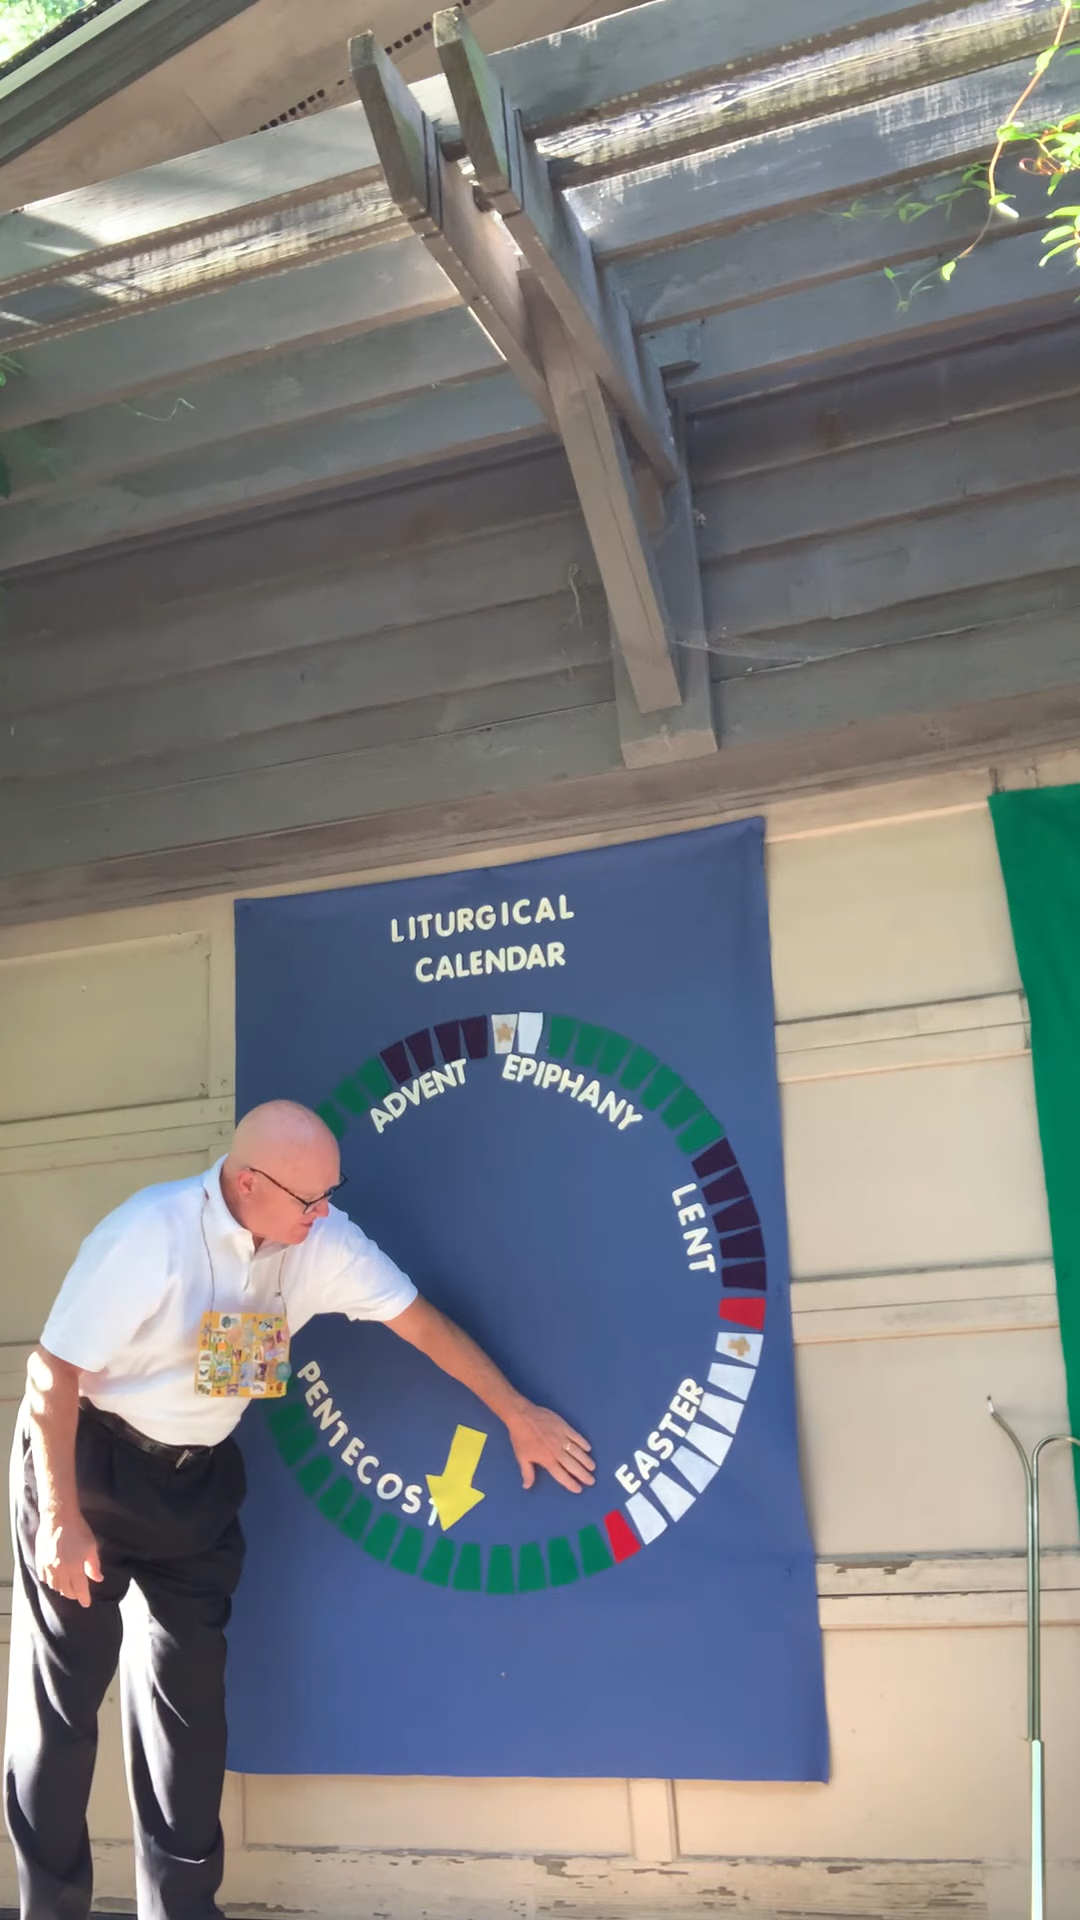 LITURGICAL
CALENDAR
ADVENT
EPIPHANY
LENT
EASTER
PENTECOST